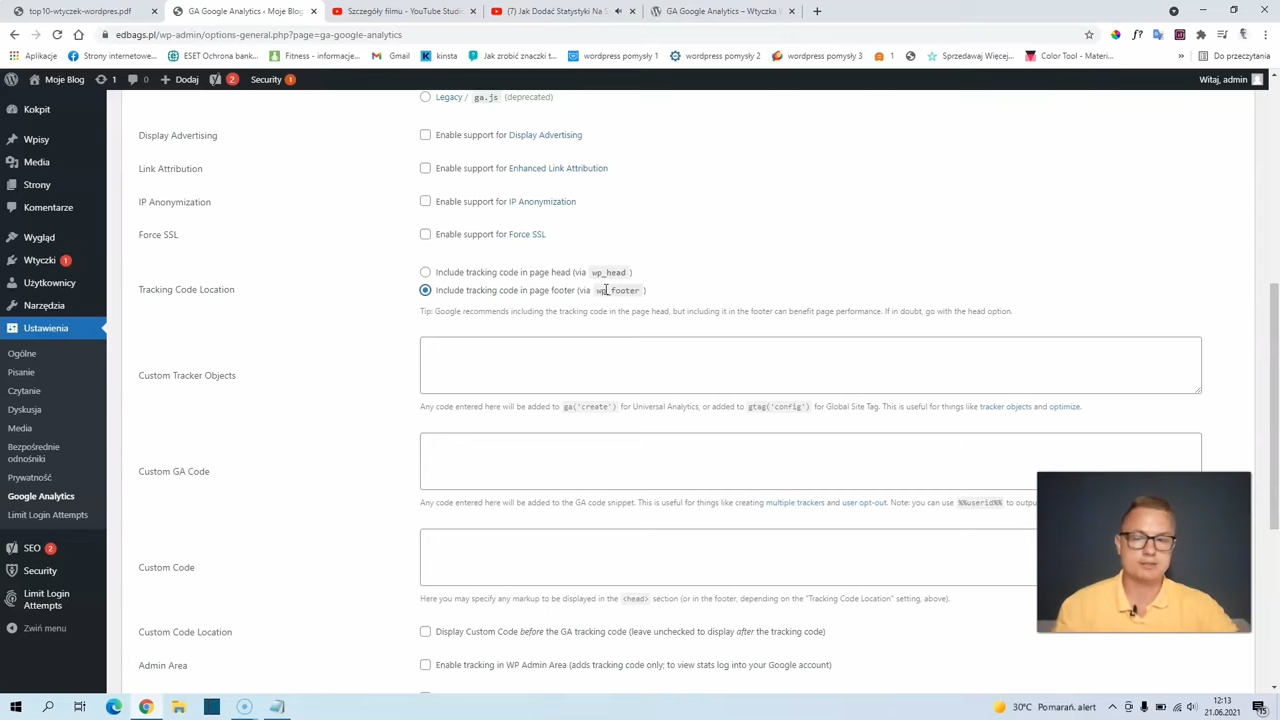 top10-wtyczek-wordpres.pdf
GA Google Analytics ‹ Moje Blog
Szczegóły filmu - YouTube Studio
(7) Jak Dodać Statystyki Na S
GA Google Analytics – Wtyczka V
edbags.pl/wp-admin/options-general.php?page=ga-google-analytics
Aplikacje
Strony internetowe...
ESET Ochrona bank...
Fitness - informacje...
Gmail
kinsta
Jak zrobić znaczki t...
wordpress pomysły 1
wordpress pomysły 2
wordpress pomysły 3
1
Sprzedawaj Więcej...
Color Tool - Materi...
Do przeczytania
Moje Blog
1
0
Dodaj
2
Security
1
Witaj, admin
Kokpit
Wpisy
Media
Strony
Komentarze
Wygląd
Wtyczki 1
Użytkownicy
Narzędzia
Ustawienia
Ogólne
Pisanie
Czytanie
Dyskusja
Media
Bezpośrednie
odnośniki
Prywatność
Google Analytics
Limit Login Attempts
SEO 2
Security
Limit Login
Attempts
Zwiń menu
Legacy / ga.js (deprecated)
Display Advertising
Enable support for Display Advertising
Link Attribution
Enable support for Enhanced Link Attribution
IP Anonymization
Enable support for IP Anonymization
Force SSL
Enable support for Force SSL
Tracking Code Location
Include tracking code in page head (via wp_head )
Include tracking code in page footer (via wp_footer )
Tip: Google recommends including the tracking code in the page head, but including it in the footer can benefit page performance. If in doubt, go with the head option.
Custom Tracker Objects
Any code entered here will be added to ga('create') for Universal Analytics, or added to gtag('config') for Global Site Tag. This is useful for things like tracker objects and optimize.
Custom GA Code
Any code entered here will be added to the GA code snippet. This is useful for things like creating multiple trackers and user opt-out. Note: you can use %%userid%% to outpu
Custom Code
Here you may specify any markup to be displayed in the <head> section (or in the footer, depending on the "Tracking Code Location" setting, above).
Custom Code Location
Display Custom Code before the GA tracking code (leave unchecked to display after the tracking code)
Admin Area
Enable tracking in WP Admin Area (adds tracking code only; to view stats log into your Google account)
30°C Pomarań. alert
12:13
21.06.2021